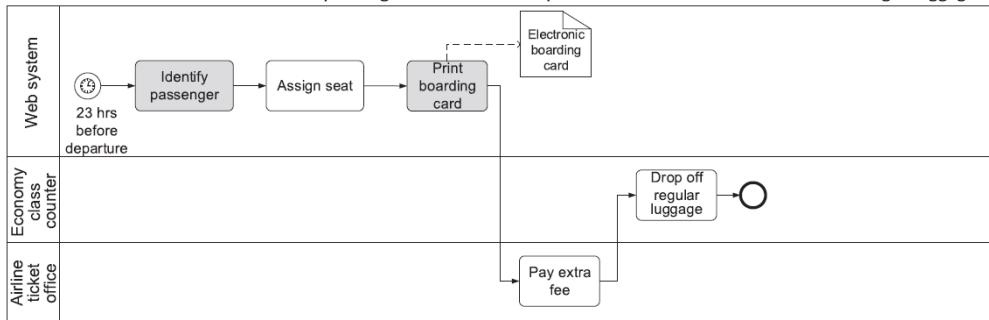 Web system
23 hrs
before
departure
Identify
passenger
Assign seat
Print
boarding
card
Electronic
boarding
card
Economy
class
counter
Drop off
regular
luggage
Airline
ticket
office
Pay extra
fee